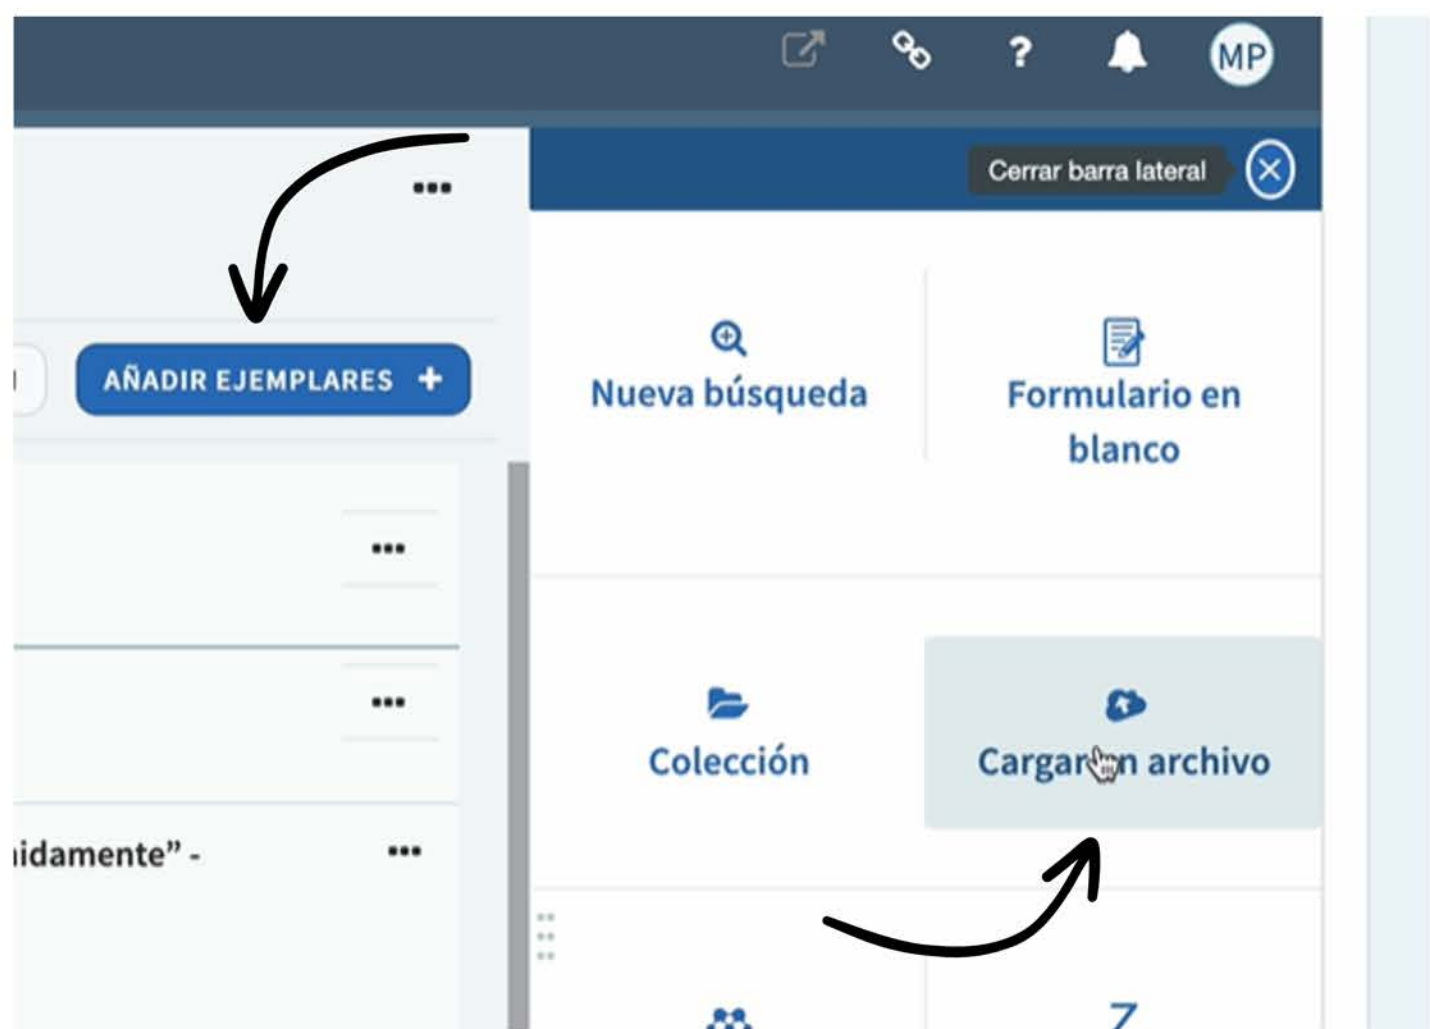 MP
Cerrar barra lateral
AÑADIR EJEMPLARES +
Nueva búsqueda
Formulario en
blanco
Colección
archivo
idamente” -
Z